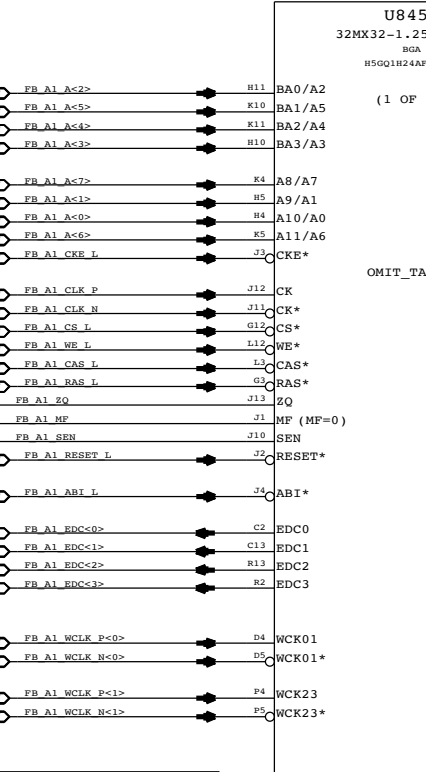 U845
32MX32-1.25
BGA
H5GQ1H24AF
(1 OF
FB_A1_A<2> H11 BA0/A2
FB_A1_A<5> K10 BA1/A5
FB_A1_A<4> K11 BA2/A4
FB_A1_A<3> H10 BA3/A3
FB_A1_A<7> K4 A8/A7
FB_A1_A<1> H5 A9/A1
FB_A1_A<0> H4 A10/A0
FB_A1_A<6> K5 A11/A6
FB_A1_CKE_L J3 CKE*
OMIT_TA
FB_A1_CLK_P J12 CK
FB_A1_CLK_N J11 CK*
FB_A1_CS_L G12 CS*
FB_A1_WE_L L12 WE*
FB_A1_CAS_L L3 CAS*
FB_A1_RAS_L G3 RAS*
FB_A1_ZQ J13 ZQ
FB_A1_MF J1 MF (MF=0)
FB_A1_SEN J10 SEN
FB_A1_RESET_L J2 RESET*
FB_A1_ABI_L J4 ABI*
FB_A1_EDC<0> C2 EDC0
FB_A1_EDC<1> C13 EDC1
FB_A1_EDC<2> R13 EDC2
FB_A1_EDC<3> R2 EDC3
FB_A1_WCLK_P<0> D4 WCK01
FB_A1_WCLK_N<0> D5 WCK01*
FB_A1_WCLK_P<1> P4 WCK23
FB_A1_WCLK_N<1> P5 WCK23*